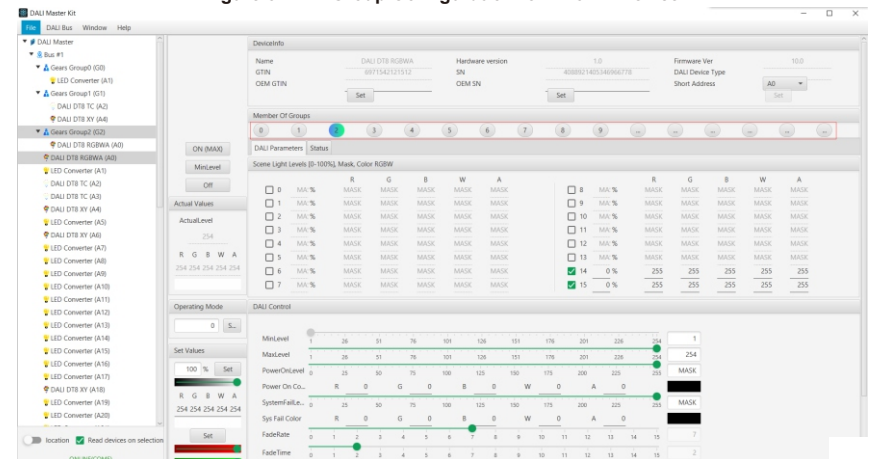 DALI Master Kit
File DALI Bus Window Help
DALI Master
Bus #1
Gears Group0 (G0)
LED Converter (A1)
Gears Group1 (G1)
DALI DT8 TC (A2)
DALI DT8 XY (A4)
Gears Group2 (G2)
DALI DT8 RGBWA (A0)
DALI DT8 RGBWA (A0)
LED Converter (A1)
DALI DT8 TC (A2)
DALI DT8 TC (A3)
DALI DT8 XY (A4)
LED Converter (A5)
DALI DT8 XY (A6)
LED Converter (A7)
LED Converter (A8)
LED Converter (A9)
LED Converter (A10)
LED Converter (A11)
LED Converter (A12)
LED Converter (A13)
LED Converter (A14)
LED Converter (A15)
LED Converter (A16)
LED Converter (A17)
DALI DT8 XY (A18)
LED Converter (A19)
LED Converter (A20)
location Read devices on selection
ON (MAX)
MinLevel
Off
Actual Values
ActualLevel
254
R G B W A
254 254 254 254 254
Operating Mode
0 S...
Set Values
100 % Set
R G B W A
254 254 254 254 254
Set
DeviceInfo
Name DALI DT8 RGBWA Hardware version 1.0 Firmware Ver 10.0
GTIN 6971542121512 SN DALI Device Type
OEM GTIN OEM SN Short Address A0
Set Set Set
Member Of Groups
0 1 2 3 4 5 6 7 8 9 ... ... ... ... ...
DALI Parameters Status
Scene Light Levels [0-100%], Mask, Color RGBW
R G B W A R G B W A
0 MA' % MASK MASK MASK MASK MASK 8 MA' % MASK MASK MASK MASK MASK
1 MA' % MASK MASK MASK MASK MASK 9 MA' % MASK MASK MASK MASK MASK
2 MA' % MASK MASK MASK MASK MASK 10 MA' % MASK MASK MASK MASK MASK
3 MA' % MASK MASK MASK MASK MASK 11 MA' % MASK MASK MASK MASK MASK
4 MA' % MASK MASK MASK MASK MASK 12 MA' % MASK MASK MASK MASK MASK
5 MA' % MASK MASK MASK MASK MASK 13 MA' % MASK MASK MASK MASK MASK
6 MA' % MASK MASK MASK MASK MASK 14 0 % 255 255 255 255 255
7 MA' % MASK MASK MASK MASK MASK 15 0 % 255 255 255 255 255
DALI Control
MinLevel 1 26 51 76 101 126 151 176 201 226 254 1
MaxLevel 1 26 51 76 101 126 151 176 201 226 254 254
PowerOnLevel 0 25 50 75 100 125 150 175 200 225 255 MASK
Power On Co... R 0 G 0 B 0 W 0 A 0
SystemFailLe... 0 25 50 75 100 125 150 175 200 225 255 MASK
Sys Fail Color R 0 G 0 B 0 W 0 A 0
FadeRate 0 1 2 3 4 5 6 7 8 9 10 11 12 13 14 15 7
FadeTime 0 1 2 3 4 5 6 7 8 9 10 11 12 13 14 15 2